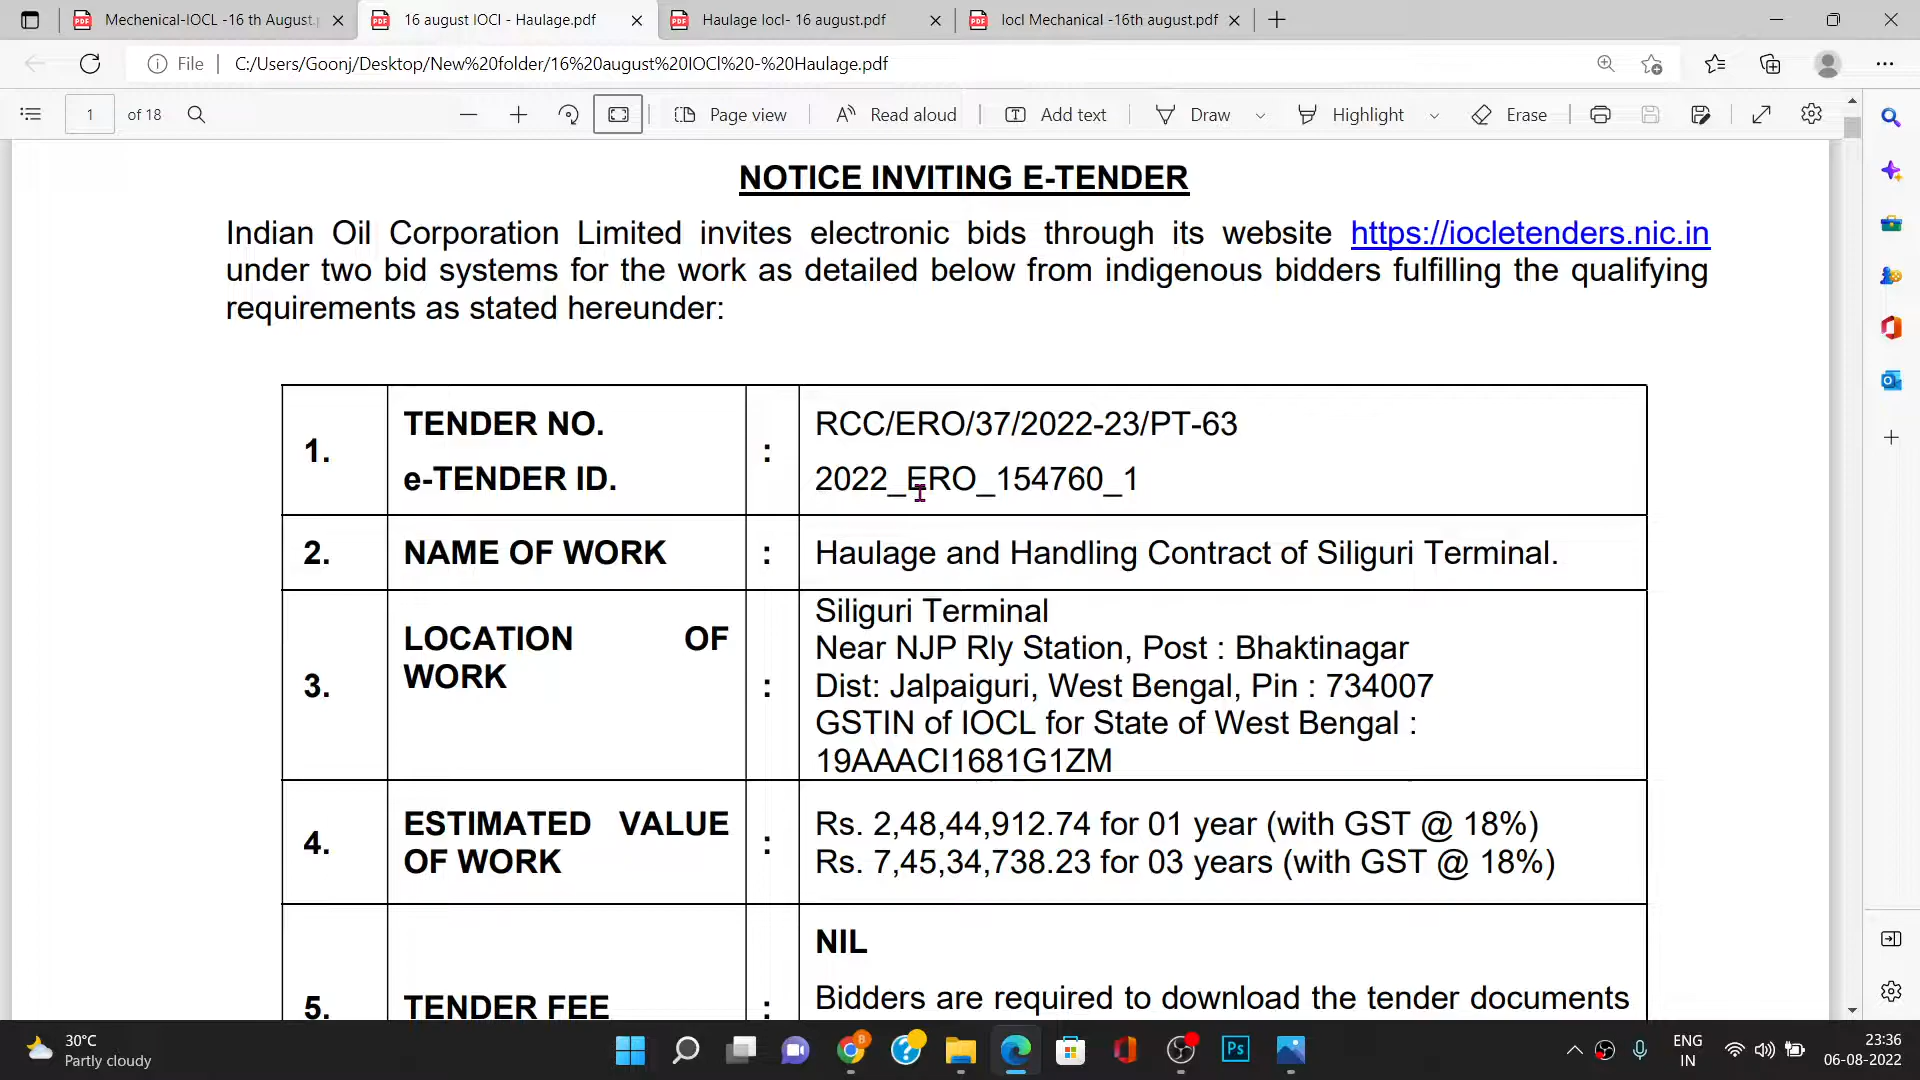 Mechenical-IOCL -16 th August.
16 august IOCl - Haulage.pdf
Haulage Iocl- 16 august.pdf
Iocl Mechanical -16th august.pdf
File
C:/Users/Goonj/Desktop/New%20folder/16%20august%20IOCl%20-%20Haulage.pdf
1
of 18
Page view
Read aloud
Add text
Draw
Highlight
Erase
NOTICE INVITING E-TENDER
Indian Oil Corporation Limited invites electronic bids through its website https://iocletenders.nic.in
under two bid systems for the work as detailed below from indigenous bidders fulfilling the qualifying
requirements as stated hereunder:
1.
TENDER NO. : RCC/ERO/37/2022-23/PT-63
e-TENDER ID. 2022_ERO_154760_1
2. NAME OF WORK : Haulage and Handling Contract of Siliguri Terminal.
3.
LOCATION OF
WORK
:
Siliguri Terminal
Near NJP Rly Station, Post : Bhaktinagar
Dist: Jalpaiguri, West Bengal, Pin : 734007
GSTIN of IOCL for State of West Bengal :
19AAACI1681G1ZM
4.
ESTIMATED VALUE
OF WORK
:
Rs. 2,48,44,912.74 for 01 year (with GST @ 18%)
Rs. 7,45,34,738.23 for 03 years (with GST @ 18%)
5. TENDER FEE :
NIL
Bidders are required to download the tender documents
30°C
Partly cloudy
8
Ps
ENG
IN
23:36
06-08-2022